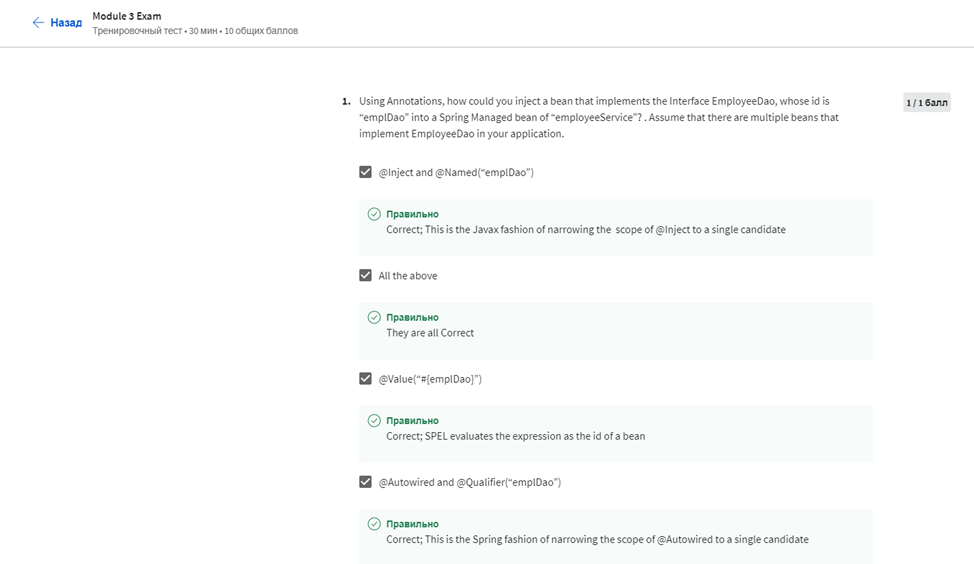 Назад
Module 3 Exam
Тренировочный тест • 30 мин • 10 общих баллов
1. Using Annotations, how could you inject a bean that implements the Interface EmployeeDao, whose id is
“emplDao” into a Spring Managed bean of “employeeService”? . Assume that there are multiple beans that
implement EmployeeDao in your application.
1 / 1 балл
@Inject and @Named(“emplDao”)
Правильно
Correct; This is the Javax fashion of narrowing the scope of @Inject to a single candidate
All the above
Правильно
They are all Correct
@Value(“#{emplDao}”)
Правильно
Correct; SPEL evaluates the expression as the id of a bean
@Autowired and @Qualifier(“emplDao”)
Правильно
Correct; This is the Spring fashion of narrowing the scope of @Autowired to a single candidate